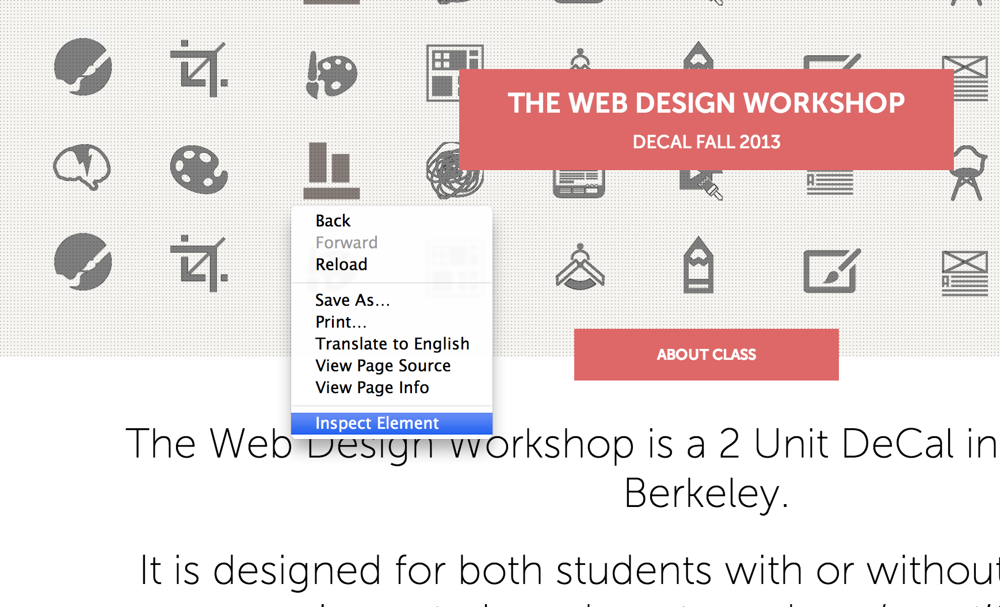 THE WEB DESIGN WORKSHOP
DECAL FALL 2013
Back
Forward
Reload
Save As...
Print...
Translate to English
View Page Source
View Page Info
Inspect Element
ABOUT CLASS
The Web Design Workshop is a 2 Unit DeCal in
Berkeley.
It is designed for both students with or without